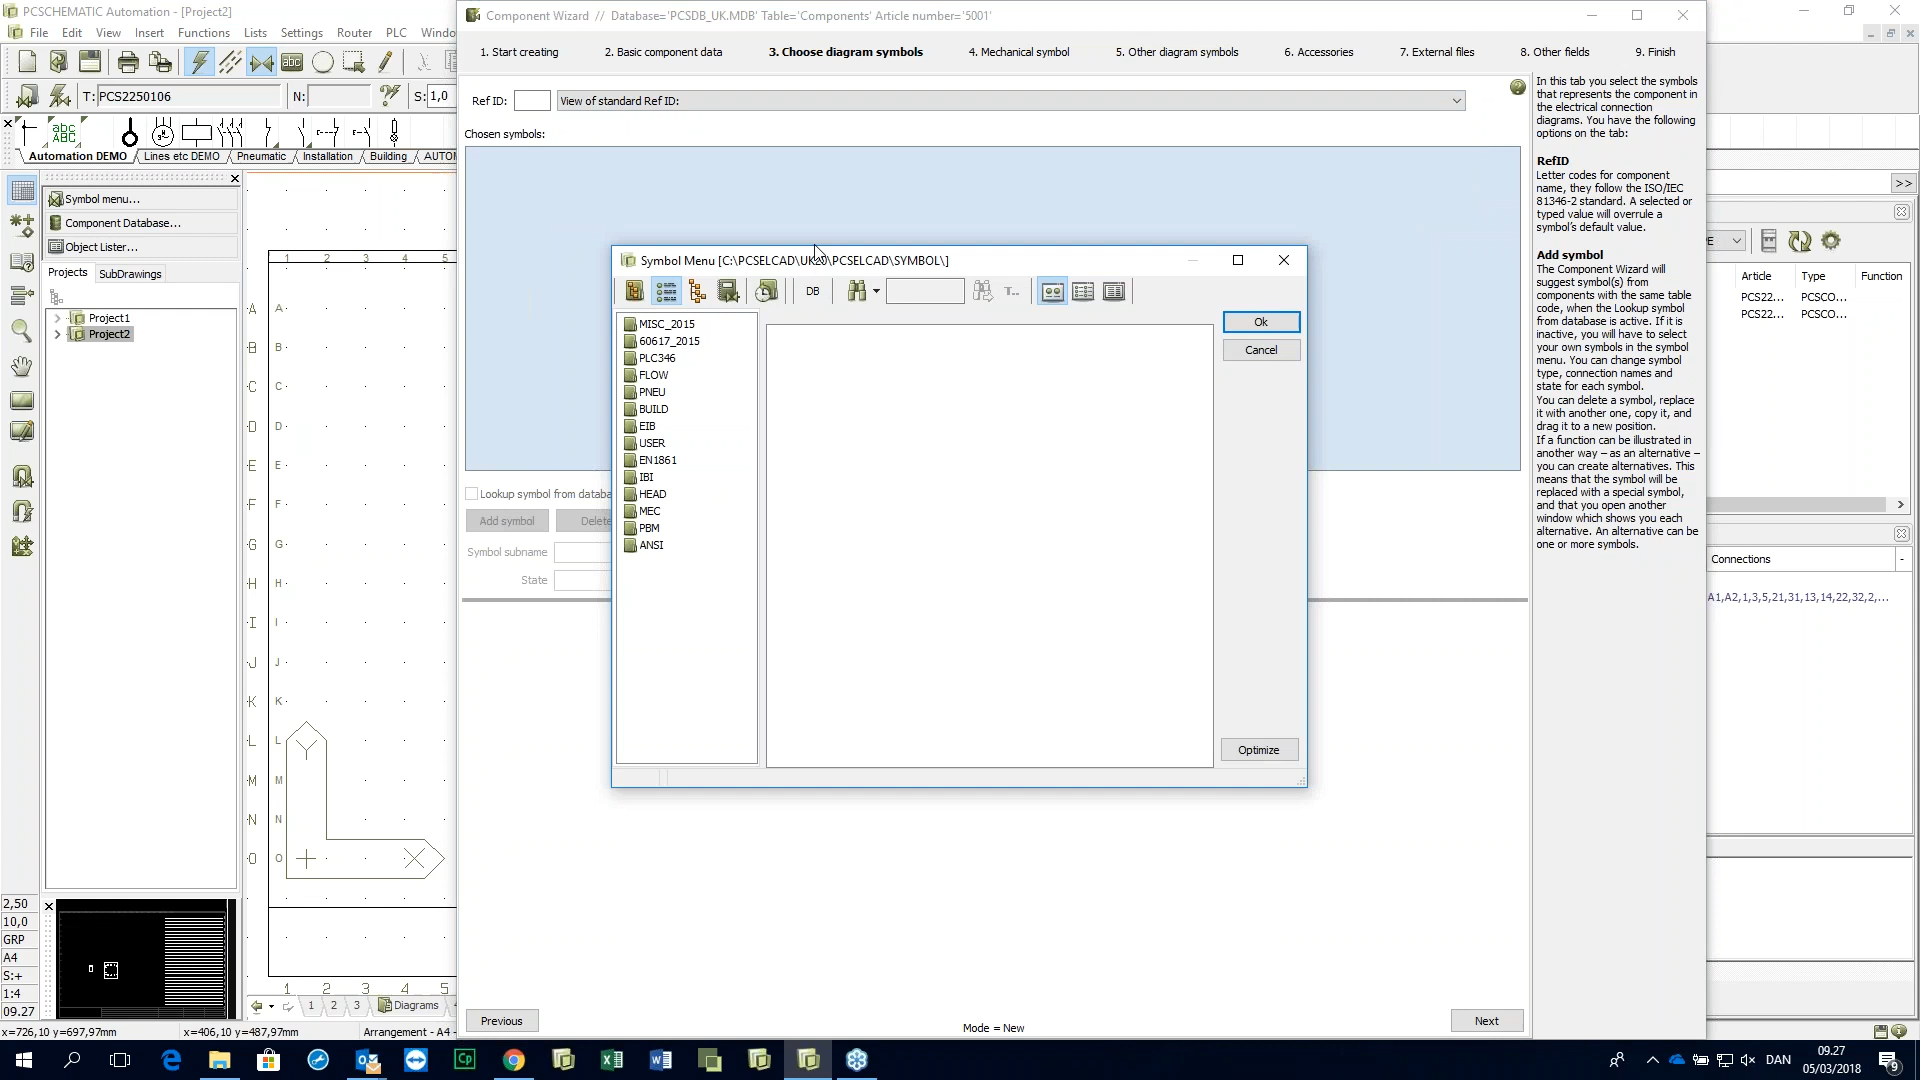 PCSCHEMATIC Automation - [Project2]
File Edit View Insert Functions Lists Settings Router PLC Windo
T: PCS2250106 N: S: 1,0
abc
ABC
Automation DEMO Lines etc DEMO Pneumatic Installation Building AUTO
Symbol menu...
Component Database...
Object Lister...
Projects SubDrawings
Project1
Project2
2,50
10,0
GRP
A4
S:+
1:4
09.27
1 2 3 4 5
A A
B B
C C
D D
E E
F F
G G
H H
I I
J J
K K
L L
M M
N N
O O
1 2 3 4 5
1 2 3 Diagrams
x=726,10 y=697,97mm x=406,10 y=487,97mm Arrangement - A4 -
Component Wizard // Database='PCSDB_UK.MDB' Table='Components' Article number='5001'
1. Start creating 2. Basic component data 3. Choose diagram symbols 4. Mechanical symbol 5. Other diagram symbols 6. Accessories 7. External files 8. Other fields 9. Finish
Ref ID: View of standard Ref ID:
Chosen symbols:
Lookup symbol from databa
Add symbol Delete
Symbol subname
State
Previous
Mode = New
Next
Symbol Menu [C:\PCSELCAD\UK20\PCSELCAD\SYMBOL\]
DB
T...
MISC_2015
60617_2015
PLC346
FLOW
PNEU
BUILD
EIB
USER
EN1861
IBI
HEAD
MEC
PBM
ANSI
Ok
Cancel
Optimize
In this tab you select the symbols
that represents the component in
the electrical connection
diagrams. You have the following
options on the tab:
RefID
Letter codes for component
name, they follow the ISO/IEC
81346-2 standard. A selected or
typed value will overrule a
symbol's default value.
Add symbol
The Component Wizard will
suggest symbol(s) from
components with the same table
code, when the Lookup symbol
from database is active. If it is
inactive, you will have to select
your own symbols in the symbol
menu. You can change symbol
type, connection names and
state for each symbol.
You can delete a symbol, replace
it with another one, copy it, and
drag it to a new position.
If a function can be illustrated in
another way – as an alternative –
you can create alternatives. This
means that the symbol will be
replaced with a special symbol,
and that you open another
window which shows you each
alternative. An alternative can be
one or more symbols.
>>
Article Type Function
PCS22... PCSCO...
PCS22... PCSCO...
Connections
A1,A2,1,3,5,21,31,13,14,22,32,2,...
DAN
09.27
05/03/2018